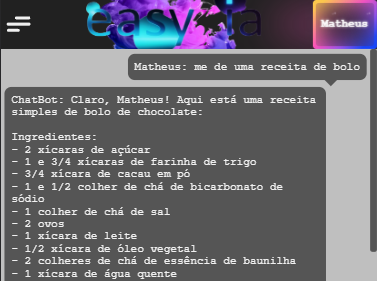 easy ia
Matheus
Matheus: me de uma receita de bolo
ChatBot: Claro, Matheus! Aqui está uma receita
simples de bolo de chocolate:
Ingredientes:
- 2 xícaras de açúcar
- 1 e 3/4 xícaras de farinha de trigo
- 3/4 xícara de cacau em pó
- 1 e 1/2 colher de chá de bicarbonato de
sódio
- 1 colher de chá de sal
- 2 ovos
- 1 xícara de leite
- 1/2 xícara de óleo vegetal
- 2 colheres de chá de essência de baunilha
- 1 xícara de água quente